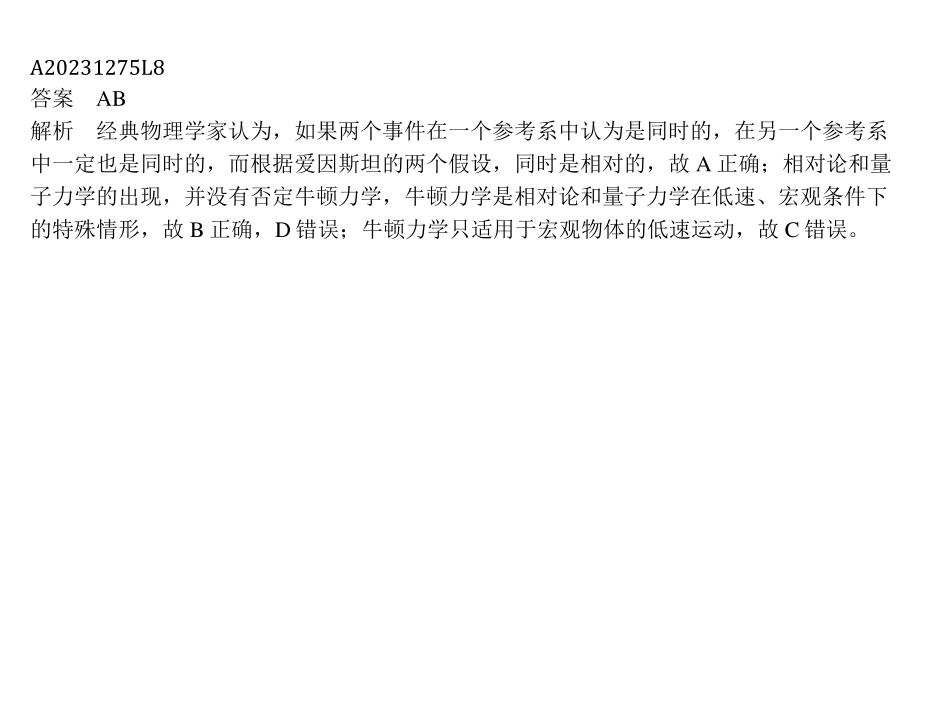 A20231275L8
答案　AB
解析　经典物理学家认为，如果两个事件在一个参考系中认为是同时的，在另一个参考系
中一定也是同时的，而根据爱因斯坦的两个假设，同时是相对的，故 A 正确；相对论和量
子力学的出现，并没有否定牛顿力学，牛顿力学是相对论和量子力学在低速、宏观条件下
的特殊情形，故 B 正确，D 错误；牛顿力学只适用于宏观物体的低速运动，故 C 错误。